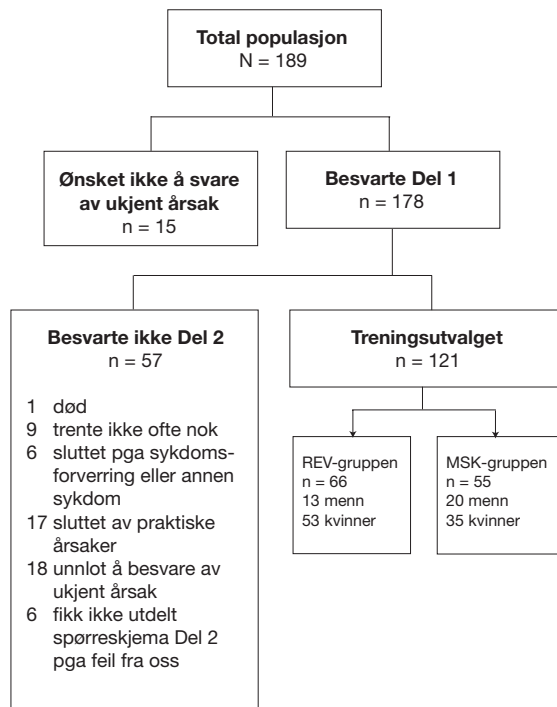 Total populasjon
N = 189
Ønsket ikke å svare
av ukjent årsak
n = 15
Besvarte Del 1
n = 178
Besvarte ikke Del 2
n = 57
1 død
9 trente ikke ofte nok
6 sluttet pga sykdoms-
forverring eller annen
sykdom
17 sluttet av praktiske
årsaker
18 unnlot å besvare av
ukjent årsak
6 fikk ikke utdelt
spørreskjema Del 2
pga feil fra oss
Treningsutvalget
n = 121
REV-gruppen
n = 66
13 menn
53 kvinner
MSK-gruppen
n = 55
20 menn
35 kvinner